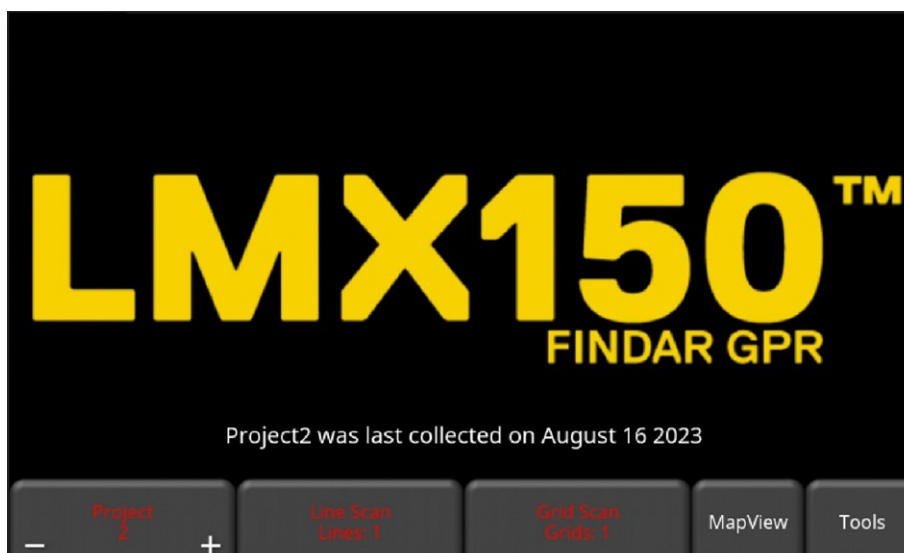 LMX150™
FINDAR GPR
Project2 was last collected on August 16 2023
Project
2
− +
Line Scan
Lines: 1
Grid Scan
Grids: 1
MapView
Tools